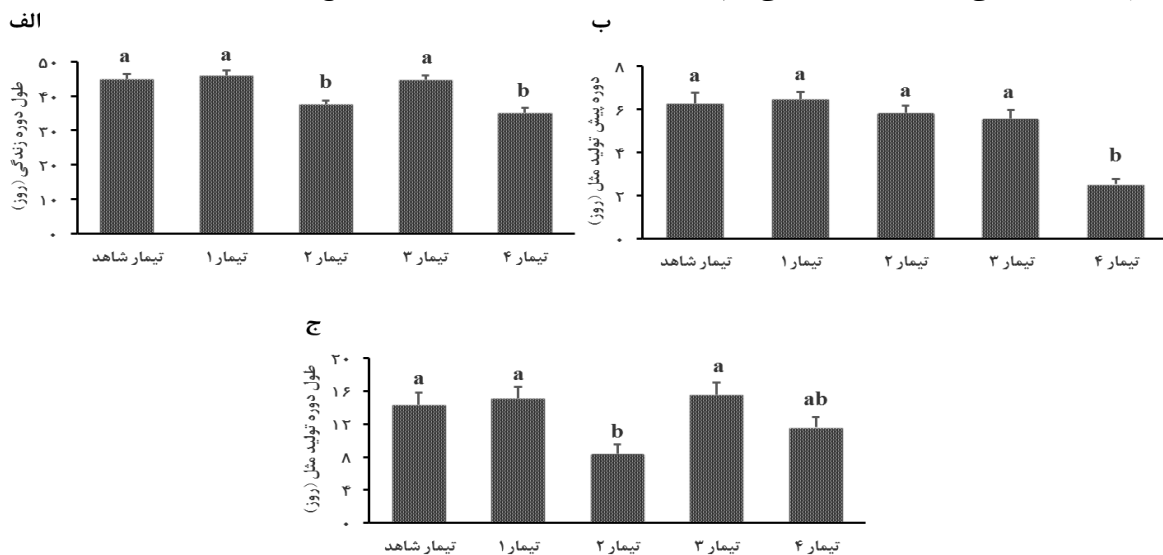 الف
طول دوره زندگی (روز)
۵۰
۴۰
۳۰
۲۰
۱۰
۰
a a b a b
تیمار شاهد تیمار ۱ تیمار ۲ تیمار ۳ تیمار ۴
ب
دوره پیش تولید مثل (روز)
۸
۶
۴
۲
۰
a a a a b
تیمار شاهد تیمار ۱ تیمار ۲ تیمار ۳ تیمار ۴
ج
طول دوره تولید مثل (روز)
۲۰
۱۶
۱۲
۸
۴
۰
a a b a ab
تیمار شاهد تیمار ۱ تیمار ۲ تیمار ۳ تیمار ۴